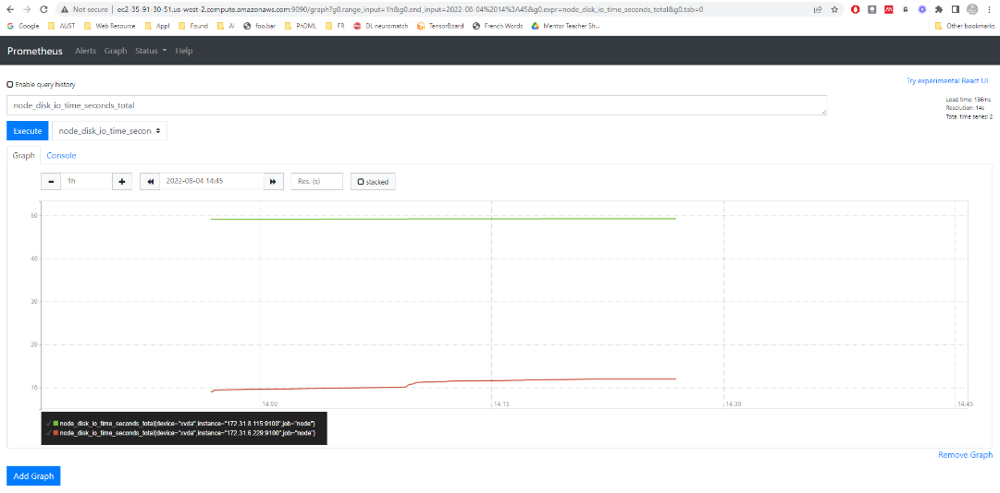 Not secure | ec2-35-91-30-51.us-west-2.compute.amazonaws.com:9090/graph?g0.range_input=1h&g0.end_input=2022-08-04%2014%3A45&g0.expr=node_disk_io_time_seconds_total&g0.tab=0
Google AUST Web Resource Appl Found Ai foo.bar PhDML FR DL neuromatch TensorBoard French Words Mentor Teacher Sh... Other bookmarks
Prometheus Alerts Graph Status Help
Enable query history
Try experimental React UI
node_disk_io_time_seconds_total
Load time: 186ms
Resolution: 14s
Total time series: 2
Execute node_disk_io_time_secon
Graph Console
1h 2022-08-04 14:45 Res. (s) stacked
50
40
30
20
10
14:00 14:15 14:30 14:45
node_disk_io_time_seconds_total{device="xvda",instance="172.31.8.115:9100",job="node"}
node_disk_io_time_seconds_total{device="xvda",instance="172.31.6.229:9100",job="node"}
Remove Graph
Add Graph